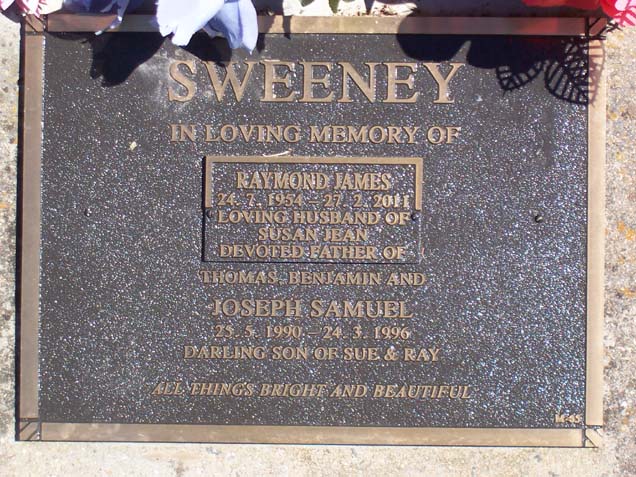 SWEENEY
IN LOVING MEMORY OF
RAYMOND JAMES
24. 7. 1954 – 27. 2. 2011
LOVING HUSBAND OF
SUSAN JEAN
DEVOTED FATHER OF
THOMAS, BENJAMIN AND
JOSEPH SAMUEL
25. 5. 1990 – 24. 3. 1996
DARLING SON OF SUE & RAY
ALL THINGS BRIGHT AND BEAUTIFUL